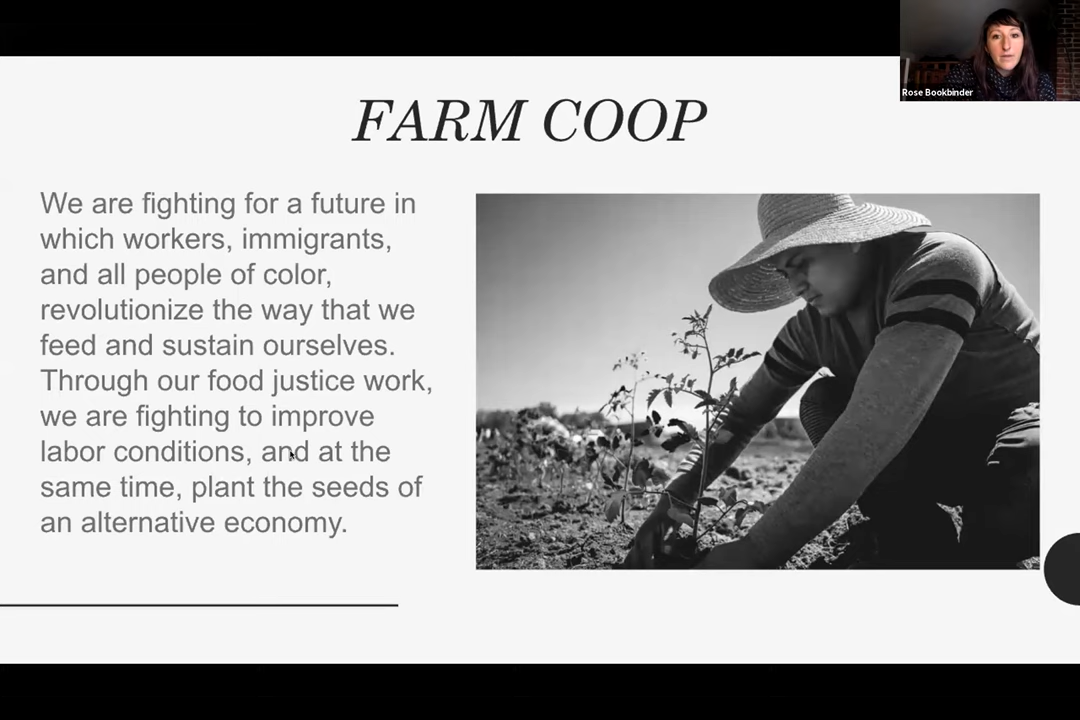 Rose Bookbinder
FARM COOP
We are fighting for a future in
which workers, immigrants,
and all people of color,
revolutionize the way that we
feed and sustain ourselves.
Through our food justice work,
we are fighting to improve
labor conditions, and at the
same time, plant the seeds of
an alternative economy.